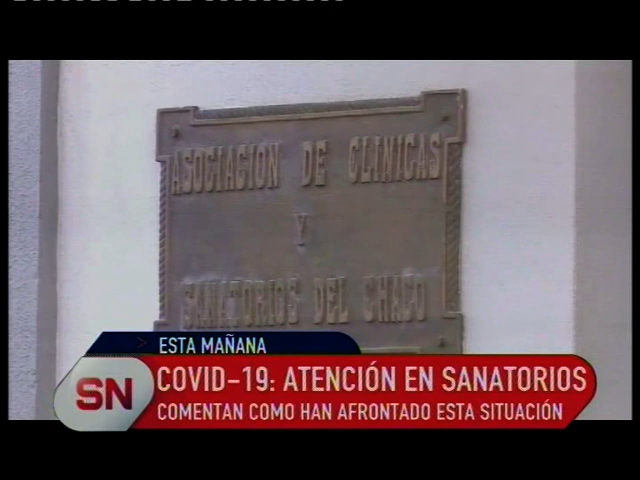 ASOCIACION DE CLINICAS
Y
SANATORIOS DEL CHACO
> ESTA MAÑANA
SN
COVID-19: ATENCIÓN EN SANATORIOS
COMENTAN COMO HAN AFRONTADO ESTA SITUACIÓN